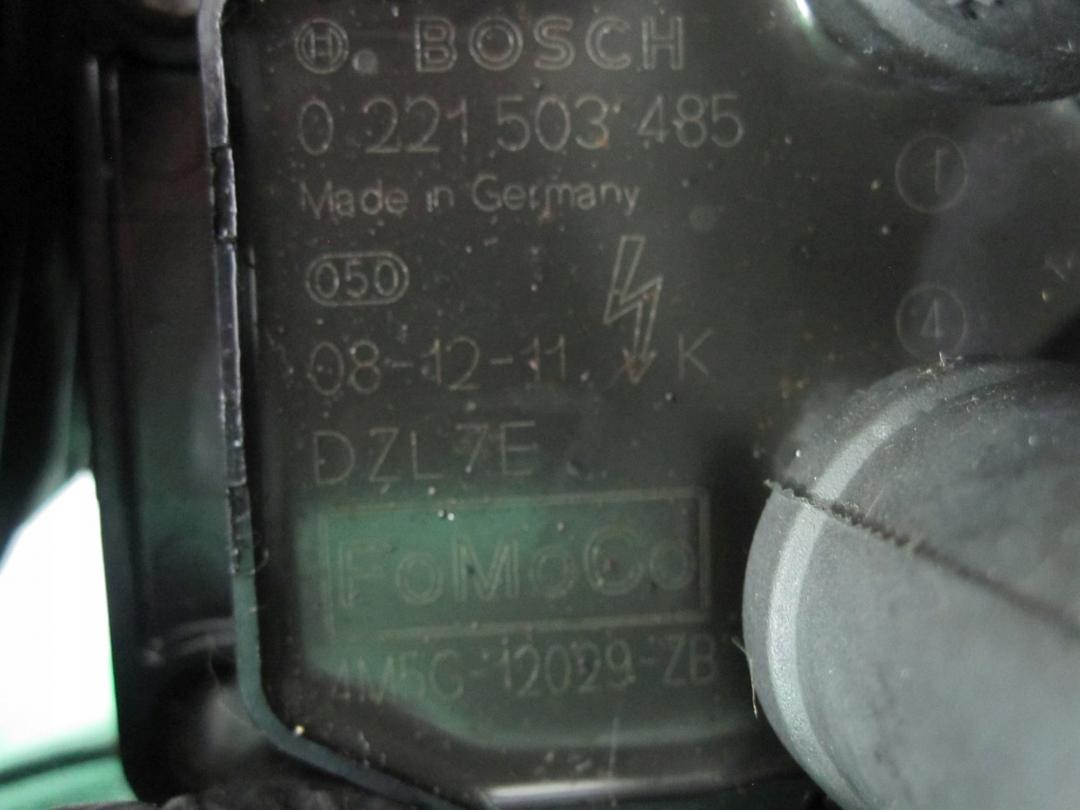 H BOSCH
0 221 503 485
Made in Germany
050
08-12-11 K
DZL7E
FoMoCo
4M5G-12029-ZB
1
4